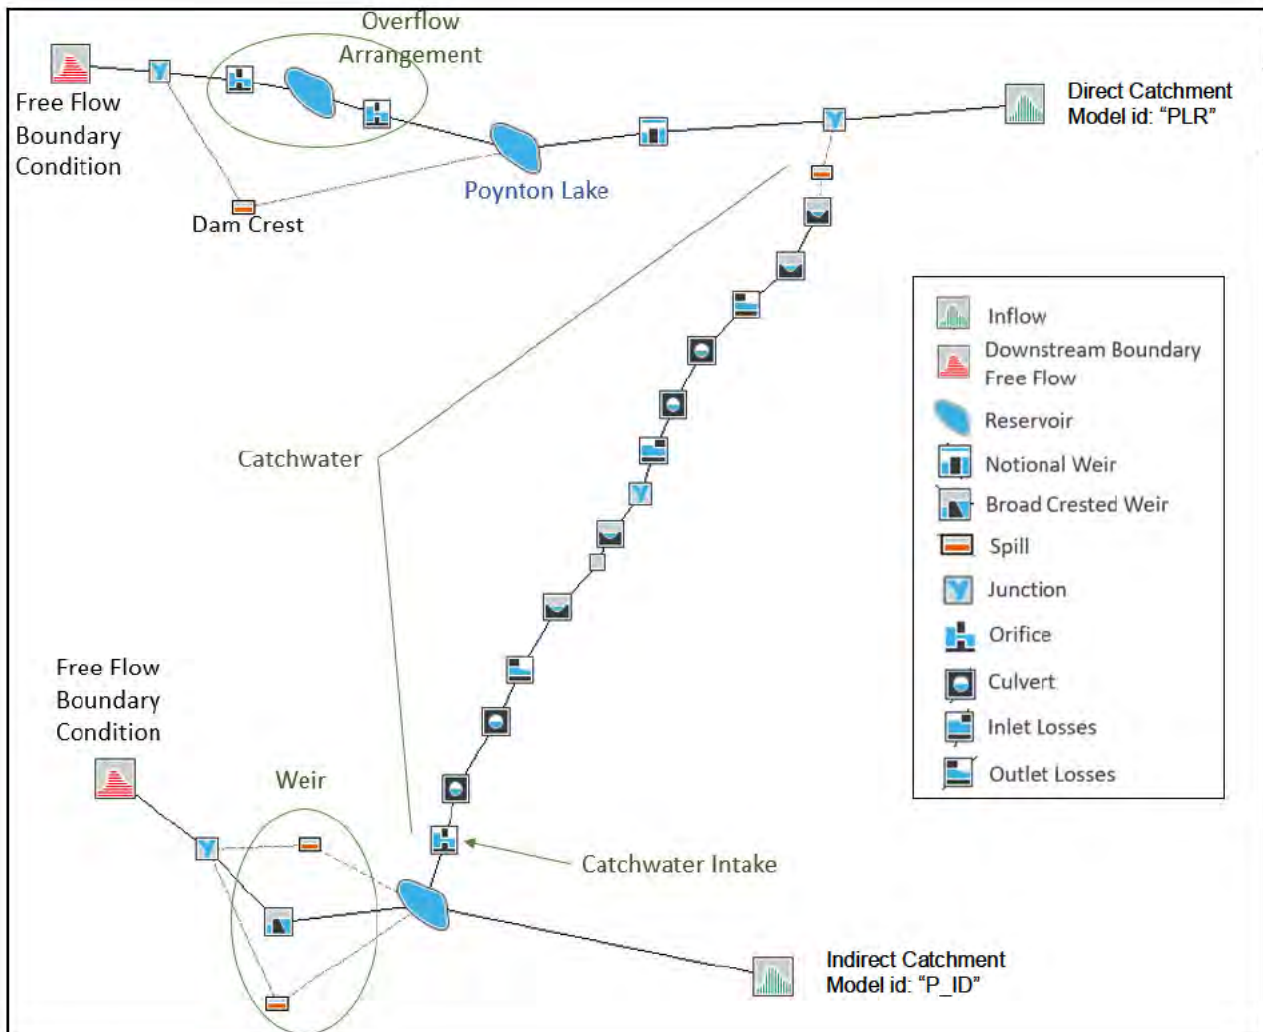 Overflow
Arrangement
Free Flow
Boundary
Condition
Direct Catchment
Model id: “PLR”
Poynton Lake
Dam Crest
Catchwater
Inflow
Downstream Boundary
Free Flow
Reservoir
Notional Weir
Broad Crested Weir
Spill
Junction
Orifice
Culvert
Inlet Losses
Outlet Losses
Free Flow
Boundary
Condition
Weir
Catchwater Intake
Indirect Catchment
Model id: “P_ID”